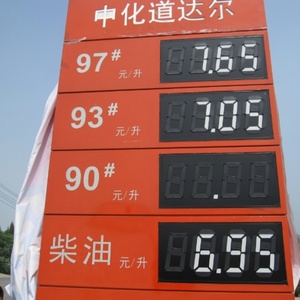 中化道达尔
97# 元/升 7.65
93# 元/升 7.05
90# 元/升 .
柴油 元/升 6.95